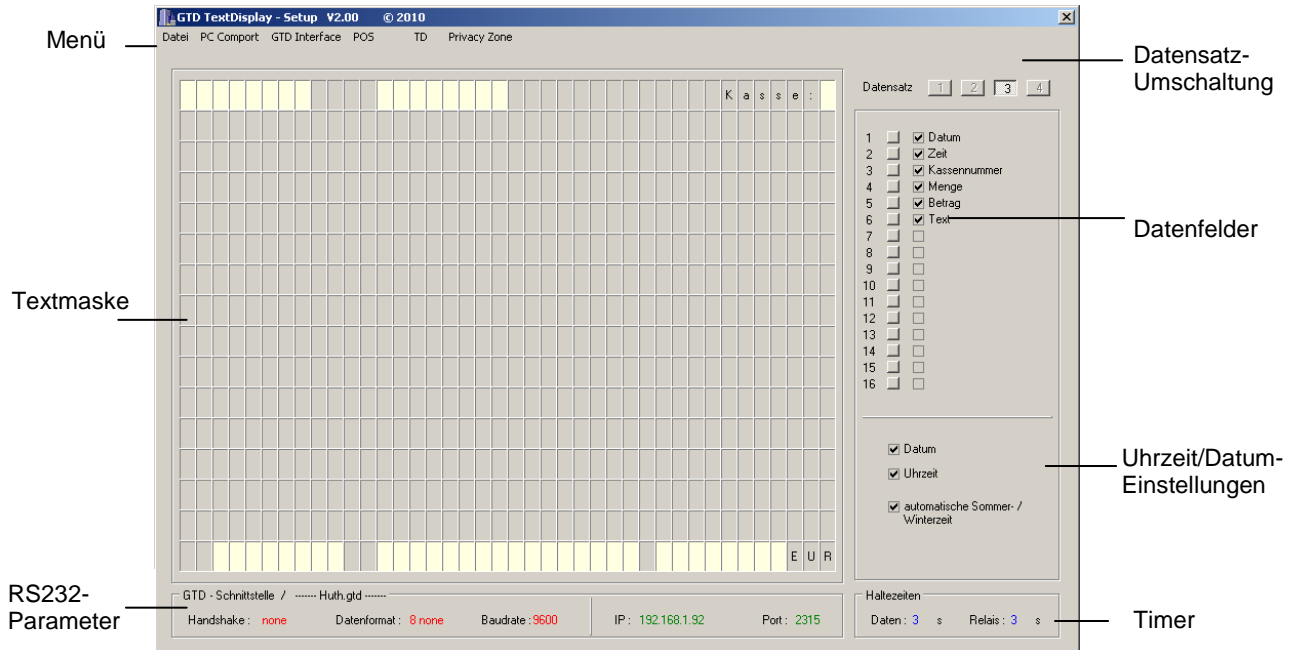 GTD TextDisplay - Setup V2.00 © 2010
Datei PC Comport GTD Interface POS TD Privacy Zone
Menü
Datensatz-
Umschaltung
Kasse:
Datensatz 1 2 3 4
1 Datum
2 Zeit
3 Kassennummer
4 Menge
5 Betrag
6 Text
7
8
9
10
11
12
13
14
15
16
Datenfelder
Textmaske
Datum
Uhrzeit
automatische Sommer- /
Winterzeit
Uhrzeit/Datum-
Einstellungen
EUR
RS232-
Parameter
GTD - Schnittstelle / ------ Huth.gtd ------
Handshake : none Datenformat : 8 none Baudrate : 9600 IP : 192.168.1.92 Port : 2315
Haltezeiten
Daten : 3 s Relais : 3 s
Timer